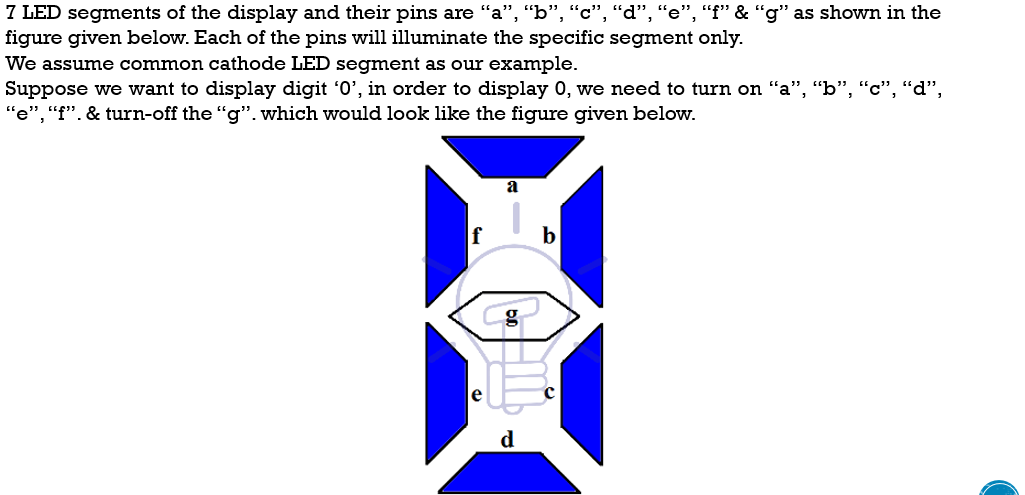 7 LED segments of the display and their pins are “a”, “b”, “c”, “d”, “e”, “f” & “g” as shown in the
figure given below. Each of the pins will illuminate the specific segment only.
We assume common cathode LED segment as our example.
Suppose we want to display digit ‘0’, in order to display 0, we need to turn on “a”, “b”, “c”, “d”,
“e”, “f”. & turn-off the “g”. which would look like the figure given below.
a
f b
g
e c
d